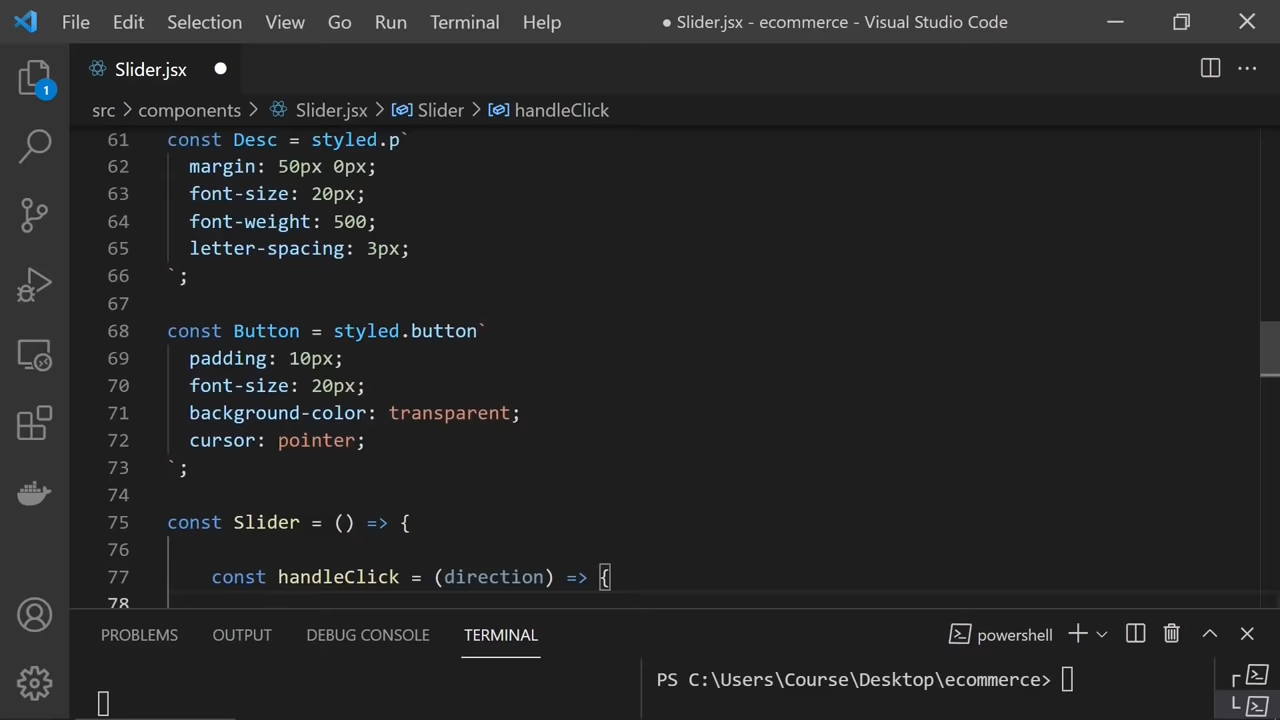 File Edit Selection View Go Run Terminal Help ● Slider.jsx - ecommerce - Visual Studio Code
Slider.jsx
1
src > components > Slider.jsx > Slider > handleClick
61 const Desc = styled.p`
62 margin: 50px 0px;
63 font-size: 20px;
64 font-weight: 500;
65 letter-spacing: 3px;
66 `;
67
68 const Button = styled.button`
69 padding: 10px;
70 font-size: 20px;
71 background-color: transparent;
72 cursor: pointer;
73 `;
74
75 const Slider = () => {
76
77 const handleClick = (direction) => {
78
PROBLEMS OUTPUT DEBUG CONSOLE TERMINAL powershell
PS C:\Users\Course\Desktop\ecommerce>